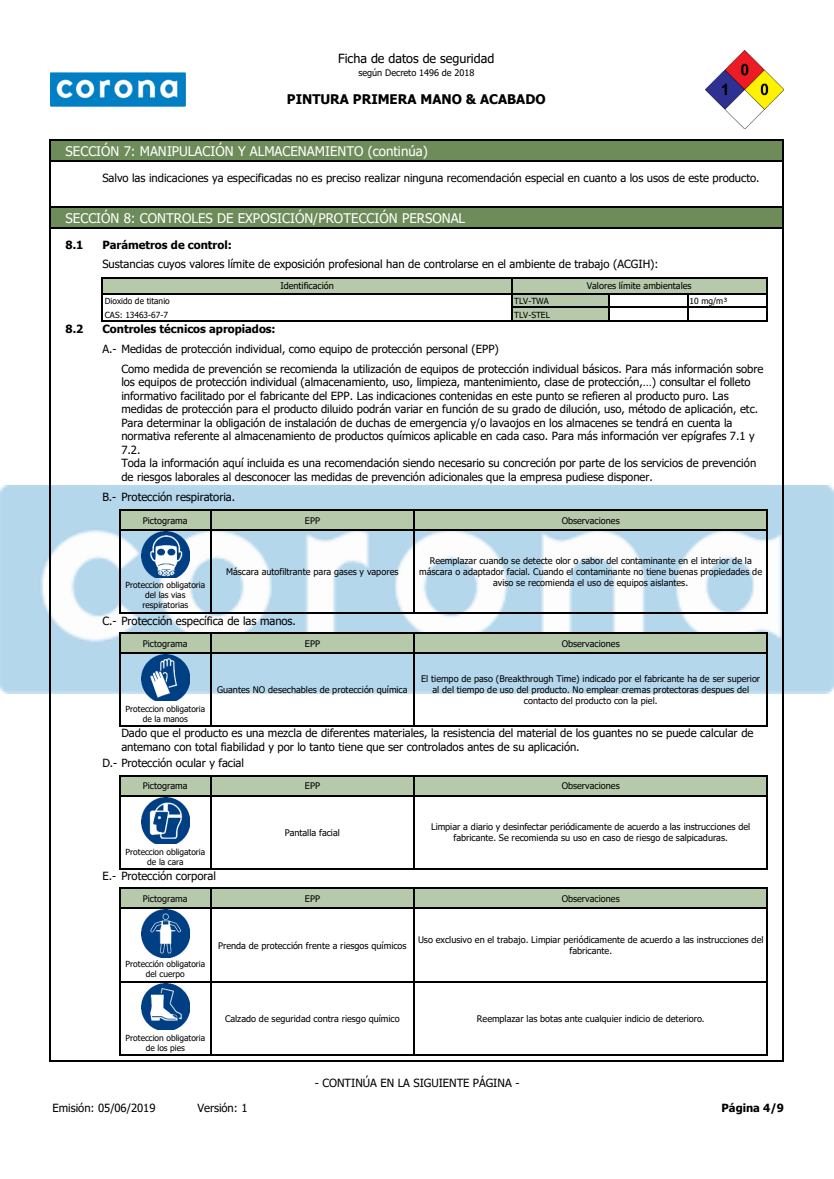 Ficha de datos de seguridad
según Decreto 1496 de 2018
corona
PINTURA PRIMERA MANO & ACABADO
0
1
0
SECCIÓN 7: MANIPULACIÓN Y ALMACENAMIENTO (continúa)
Salvo las indicaciones ya especificadas no es preciso realizar ninguna recomendación especial en cuanto a los usos de este producto.
SECCIÓN 8: CONTROLES DE EXPOSICIÓN/PROTECCIÓN PERSONAL
8.1 Parámetros de control:
Sustancias cuyos valores límite de exposición profesional han de controlarse en el ambiente de trabajo (ACGIH):
Identificación Valores límite ambientales
Dioxido de titanio TLV-TWA 10 mg/m³
CAS: 13463-67-7 TLV-STEL
8.2 Controles técnicos apropiados:
A.- Medidas de protección individual, como equipo de protección personal (EPP)
Como medida de prevención se recomienda la utilización de equipos de protección individual básicos. Para más información sobre
los equipos de protección individual (almacenamiento, uso, limpieza, mantenimiento, clase de protección,...) consultar el folleto
informativo facilitado por el fabricante del EPP. Las indicaciones contenidas en este punto se refieren al producto puro. Las
medidas de protección para el producto diluido podrán variar en función de su grado de dilución, uso, método de aplicación, etc.
Para determinar la obligación de instalación de duchas de emergencia y/o lavaojos en los almacenes se tendrá en cuenta la
normativa referente al almacenamiento de productos químicos aplicable en cada caso. Para más información ver epígrafes 7.1 y
7.2.
Toda la información aquí incluida es una recomendación siendo necesario su concreción por parte de los servicios de prevención
de riesgos laborales al desconocer las medidas de prevención adicionales que la empresa pudiese disponer.
B.- Protección respiratoria.
Pictograma EPP Observaciones
Proteccion obligatoria
del las vias
respiratorias
Máscara autofiltrante para gases y vapores
Reemplazar cuando se detecte olor o sabor del contaminante en el interior de la
máscara o adaptador facial. Cuando el contaminante no tiene buenas propiedades de
aviso se recomienda el uso de equipos aislantes.
corona
C.- Protección específica de las manos.
Pictograma EPP Observaciones
Proteccion obligatoria
de la manos
Guantes NO desechables de protección química
El tiempo de paso (Breakthrough Time) indicado por el fabricante ha de ser superior
al del tiempo de uso del producto. No emplear cremas protectoras despues del
contacto del producto con la piel.
Dado que el producto es una mezcla de diferentes materiales, la resistencia del material de los guantes no se puede calcular de
antemano con total fiabilidad y por lo tanto tiene que ser controlados antes de su aplicación.
D.- Protección ocular y facial
Pictograma EPP Observaciones
Proteccion obligatoria
de la cara
Pantalla facial
Limpiar a diario y desinfectar periódicamente de acuerdo a las instrucciones del
fabricante. Se recomienda su uso en caso de riesgo de salpicaduras.
E.- Protección corporal
Pictograma EPP Observaciones
Protección obligatoria
del cuerpo
Prenda de protección frente a riesgos químicos
Uso exclusivo en el trabajo. Limpiar periódicamente de acuerdo a las instrucciones del
fabricante.
Proteccion obligatoria
de los pies
Calzado de seguridad contra riesgo químico
Reemplazar las botas ante cualquier indicio de deterioro.
- CONTINÚA EN LA SIGUIENTE PÁGINA -
Emisión: 05/06/2019 Versión: 1 Página 4/9